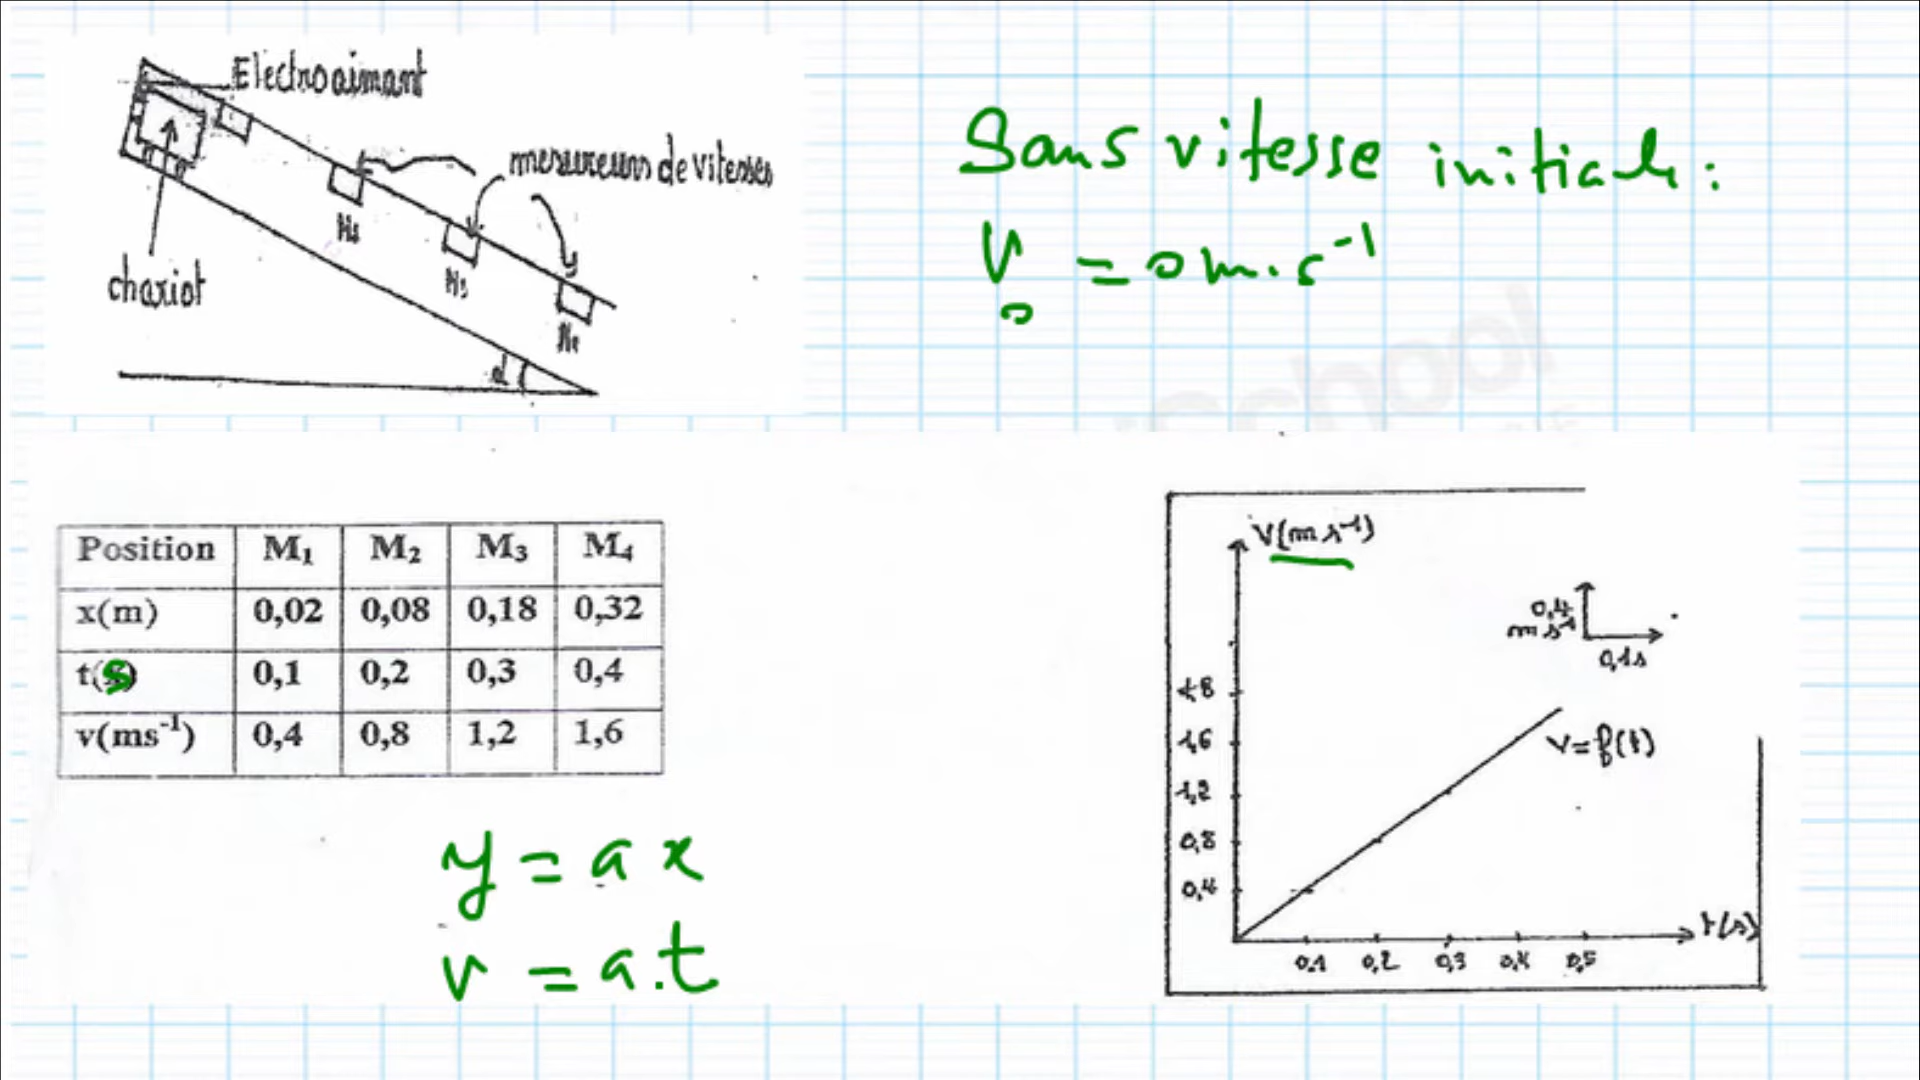 Electroaimant
mesureurs de vitesses
chariot
α
Sans vitesse initiale :
V₀ = 0 m.s⁻¹
Position M₁ M₂ M₃ M₄
x(m) 0,02 0,08 0,18 0,32
t(s) 0,1 0,2 0,3 0,4
v(ms⁻¹) 0,4 0,8 1,2 1,6
y = a x
v = a.t
V(m s⁻¹)
0,4
m s⁻¹
0,1s
1,8
1,6
1,2
0,8
0,4
v=f(t)
t(s)
0,1 0,2 0,3 0,4 0,5